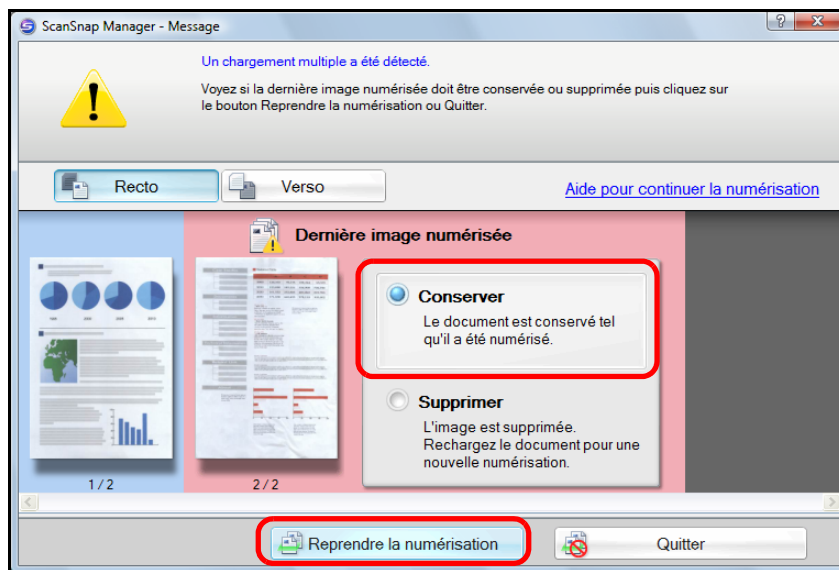 ScanSnap Manager - Message
Un chargement multiple a été détecté.
Voyez si la dernière image numérisée doit être conservée ou supprimée puis cliquez sur
le bouton Reprendre la numérisation ou Quitter.
Recto
Verso
Aide pour continuer la numérisation
Dernière image numérisée
Conserver
Le document est conservé tel
qu'il a été numérisé.
Supprimer
L'image est supprimée.
Rechargez le document pour une
nouvelle numérisation.
1 / 2
2 / 2
Reprendre la numérisation
Quitter